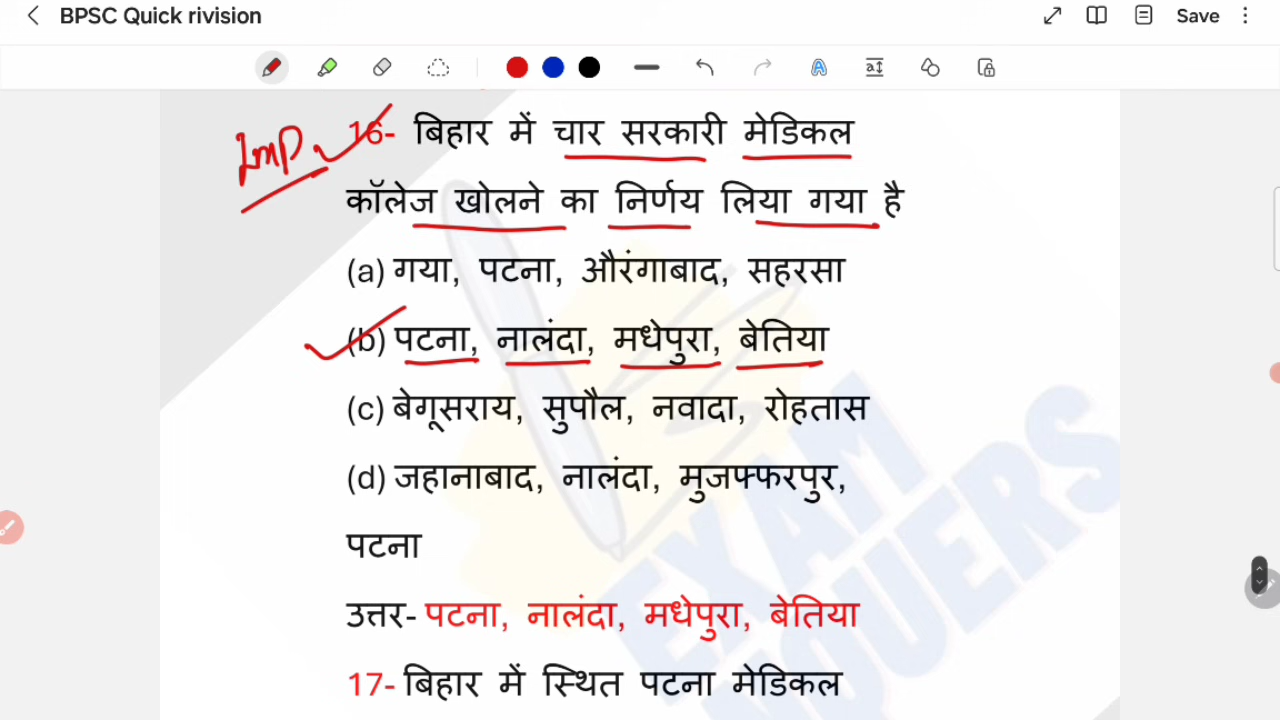 BPSC Quick rivision
Save
Imp. 16- बिहार में चार सरकारी मेडिकल
कॉलेज खोलने का निर्णय लिया गया है
(a) गया, पटना, औरंगाबाद, सहरसा
(b) पटना, नालंदा, मधेपुरा, बेतिया
(c) बेगूसराय, सुपौल, नवादा, रोहतास
(d) जहानाबाद, नालंदा, मुजफ्फरपुर,
पटना
उत्तर- पटना, नालंदा, मधेपुरा, बेतिया
17- बिहार में स्थित पटना मेडिकल
EXAM